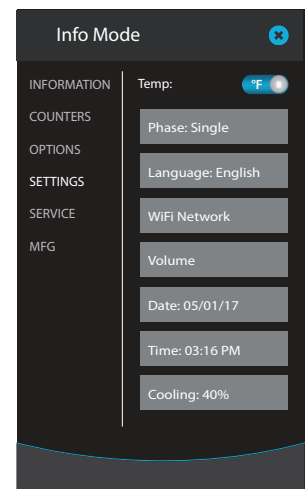 Info Mode
INFORMATION
COUNTERS
OPTIONS
SETTINGS
SERVICE
MFG
Temp:
°F
Phase: Single
Language: English
WiFi Network
Volume
Date: 05/01/17
Time: 03:16 PM
Cooling: 40%